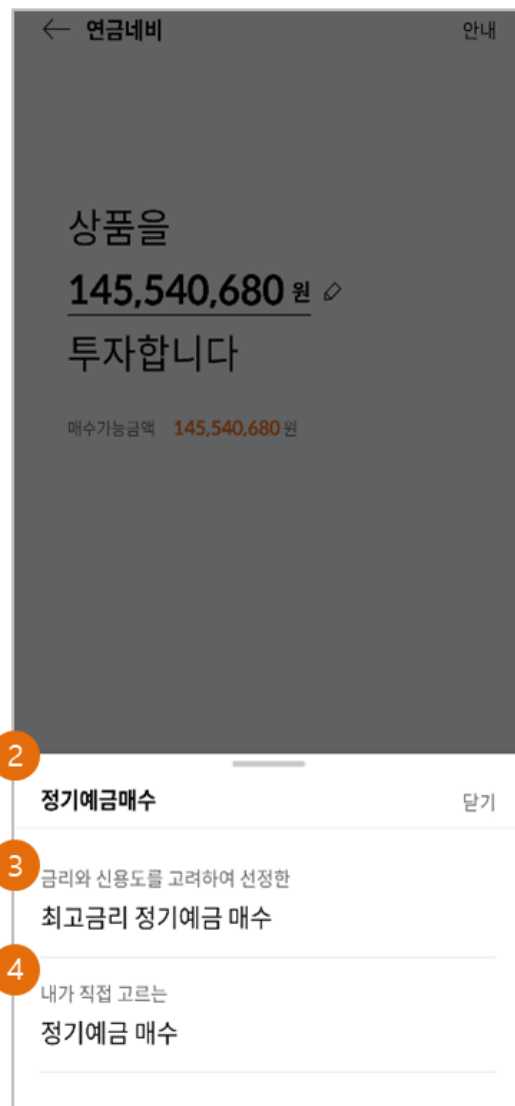 연금네비 안내
상품을
145,540,680 원
투자합니다
매수가능금액 145,540,680 원
2
정기예금매수 닫기
3
금리와 신용도를 고려하여 선정한
최고금리 정기예금 매수
4
내가 직접 고르는
정기예금 매수